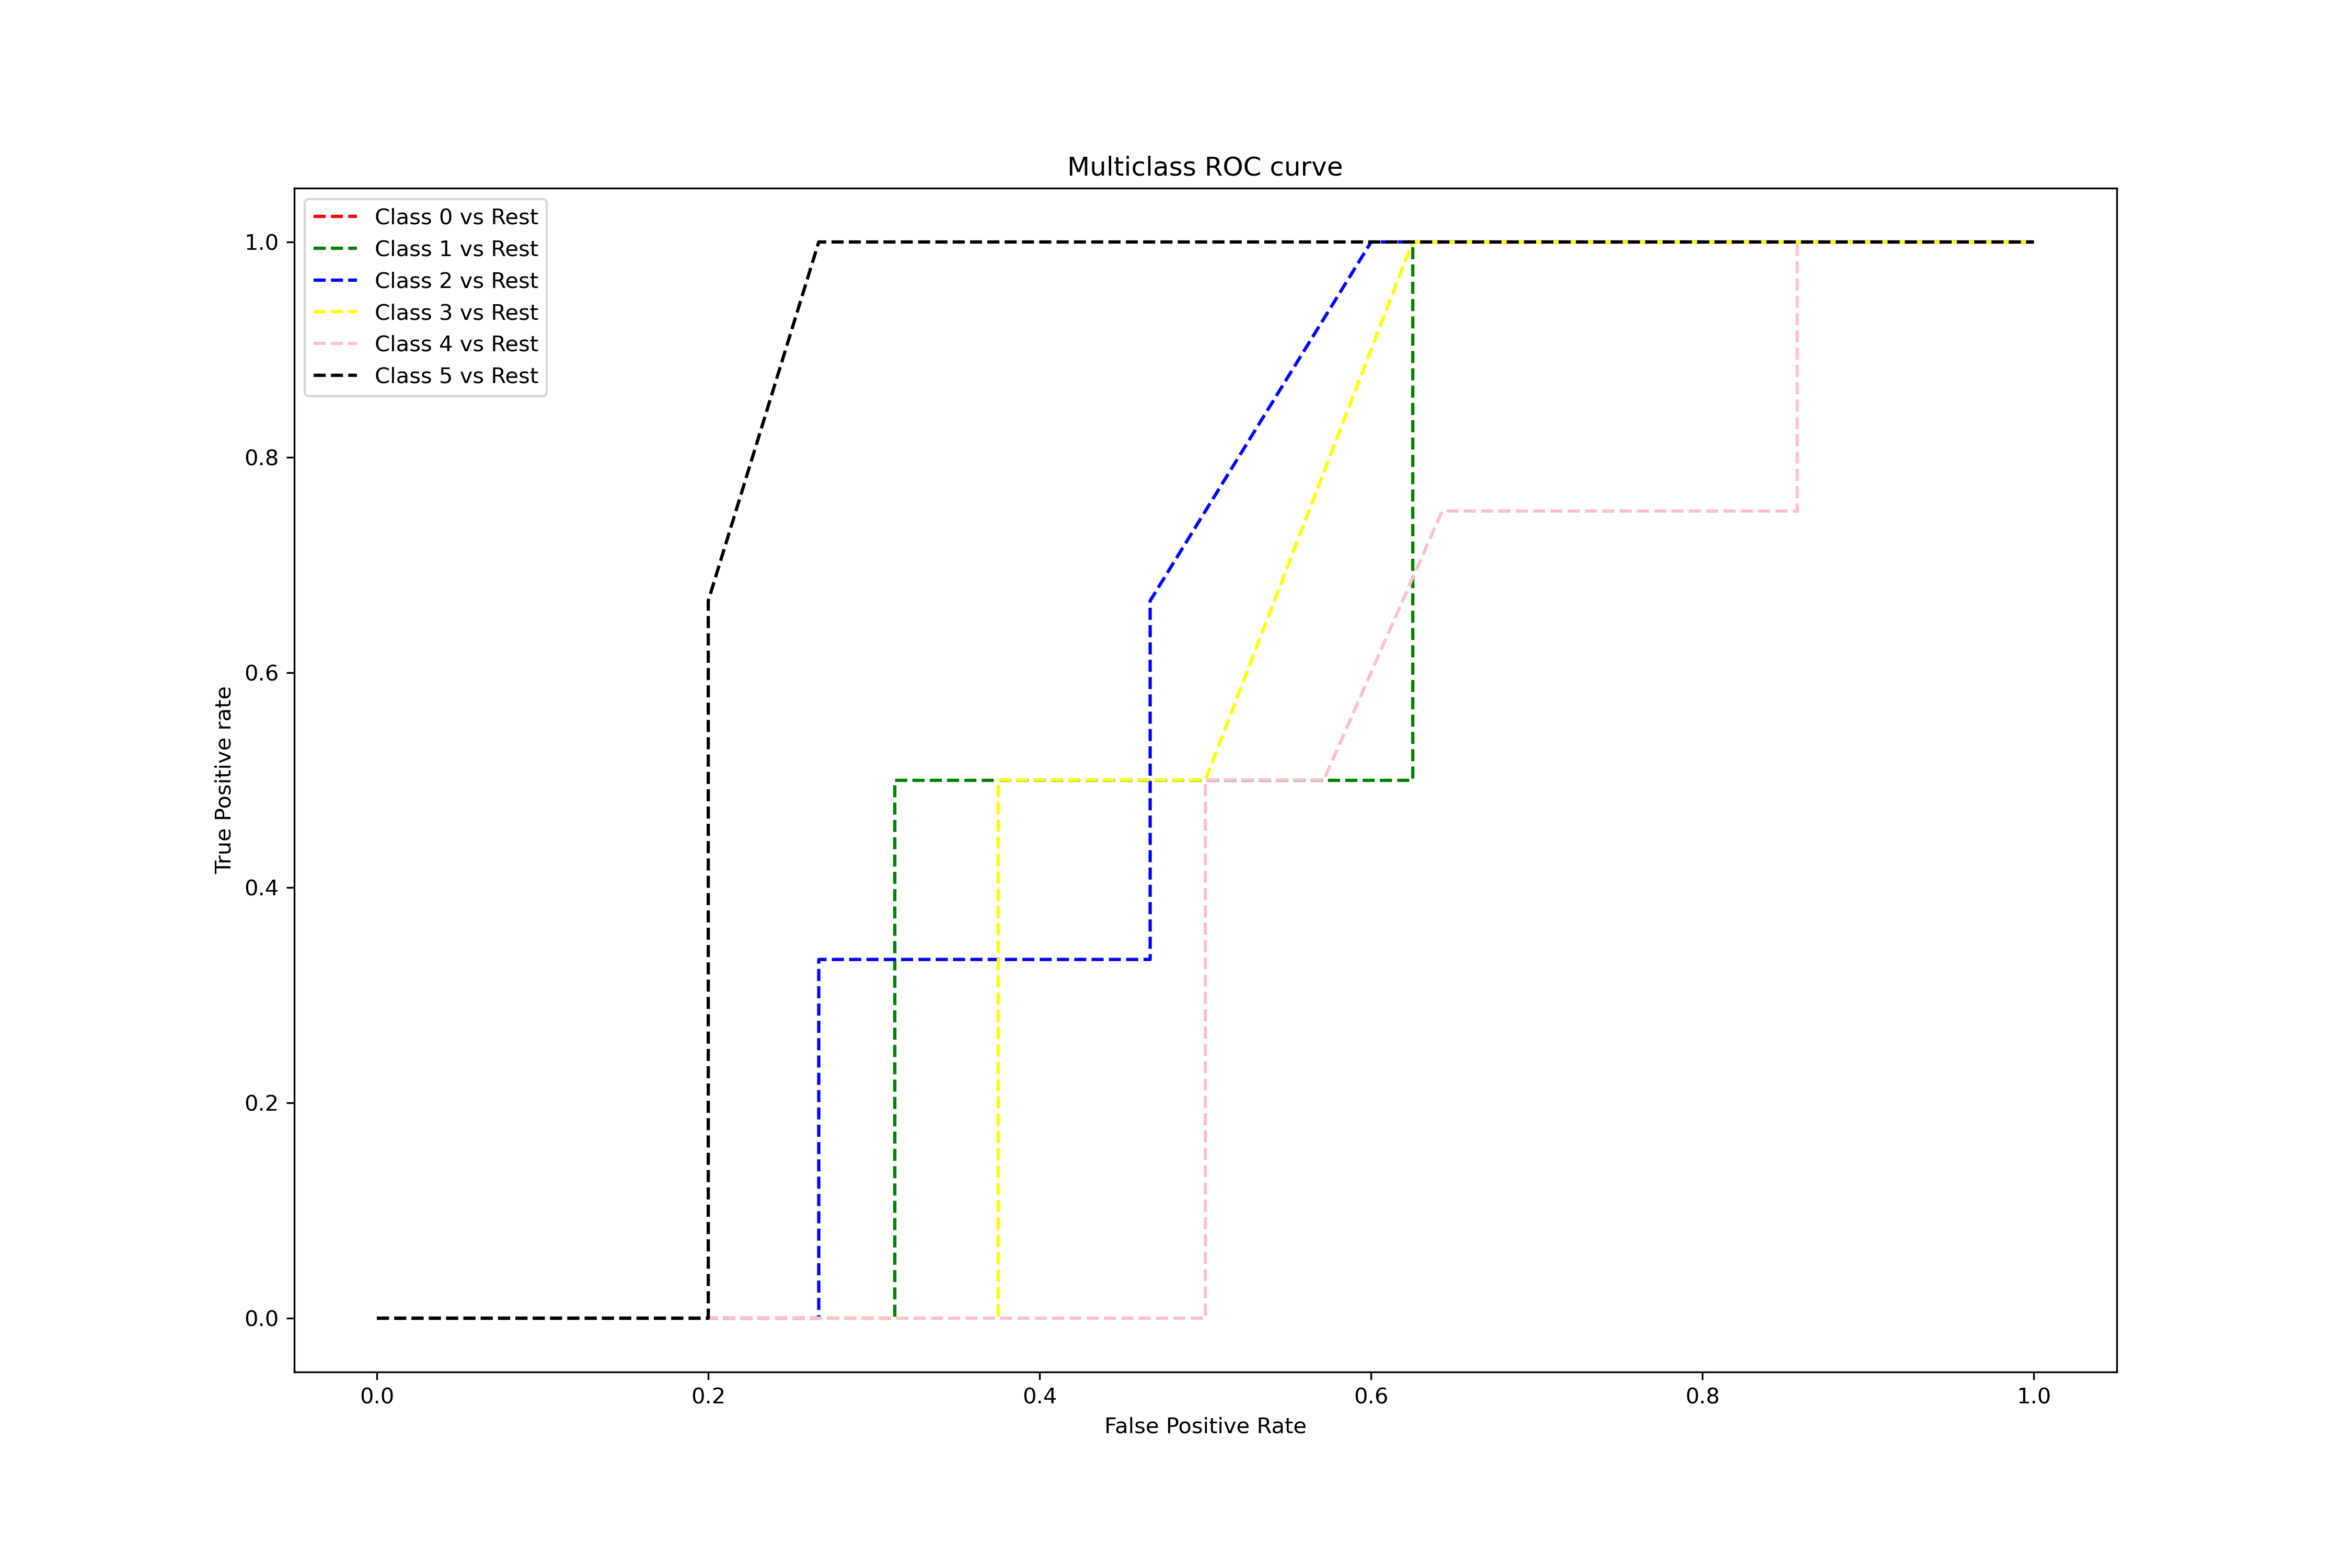 Multiclass ROC curve
Class 0 vs Rest
Class 1 vs Rest
Class 2 vs Rest
Class 3 vs Rest
Class 4 vs Rest
Class 5 vs Rest
1.0
0.8
0.6
0.4
0.2
0.0
True Positive rate
0.0 0.2 0.4 0.6 0.8 1.0
False Positive Rate